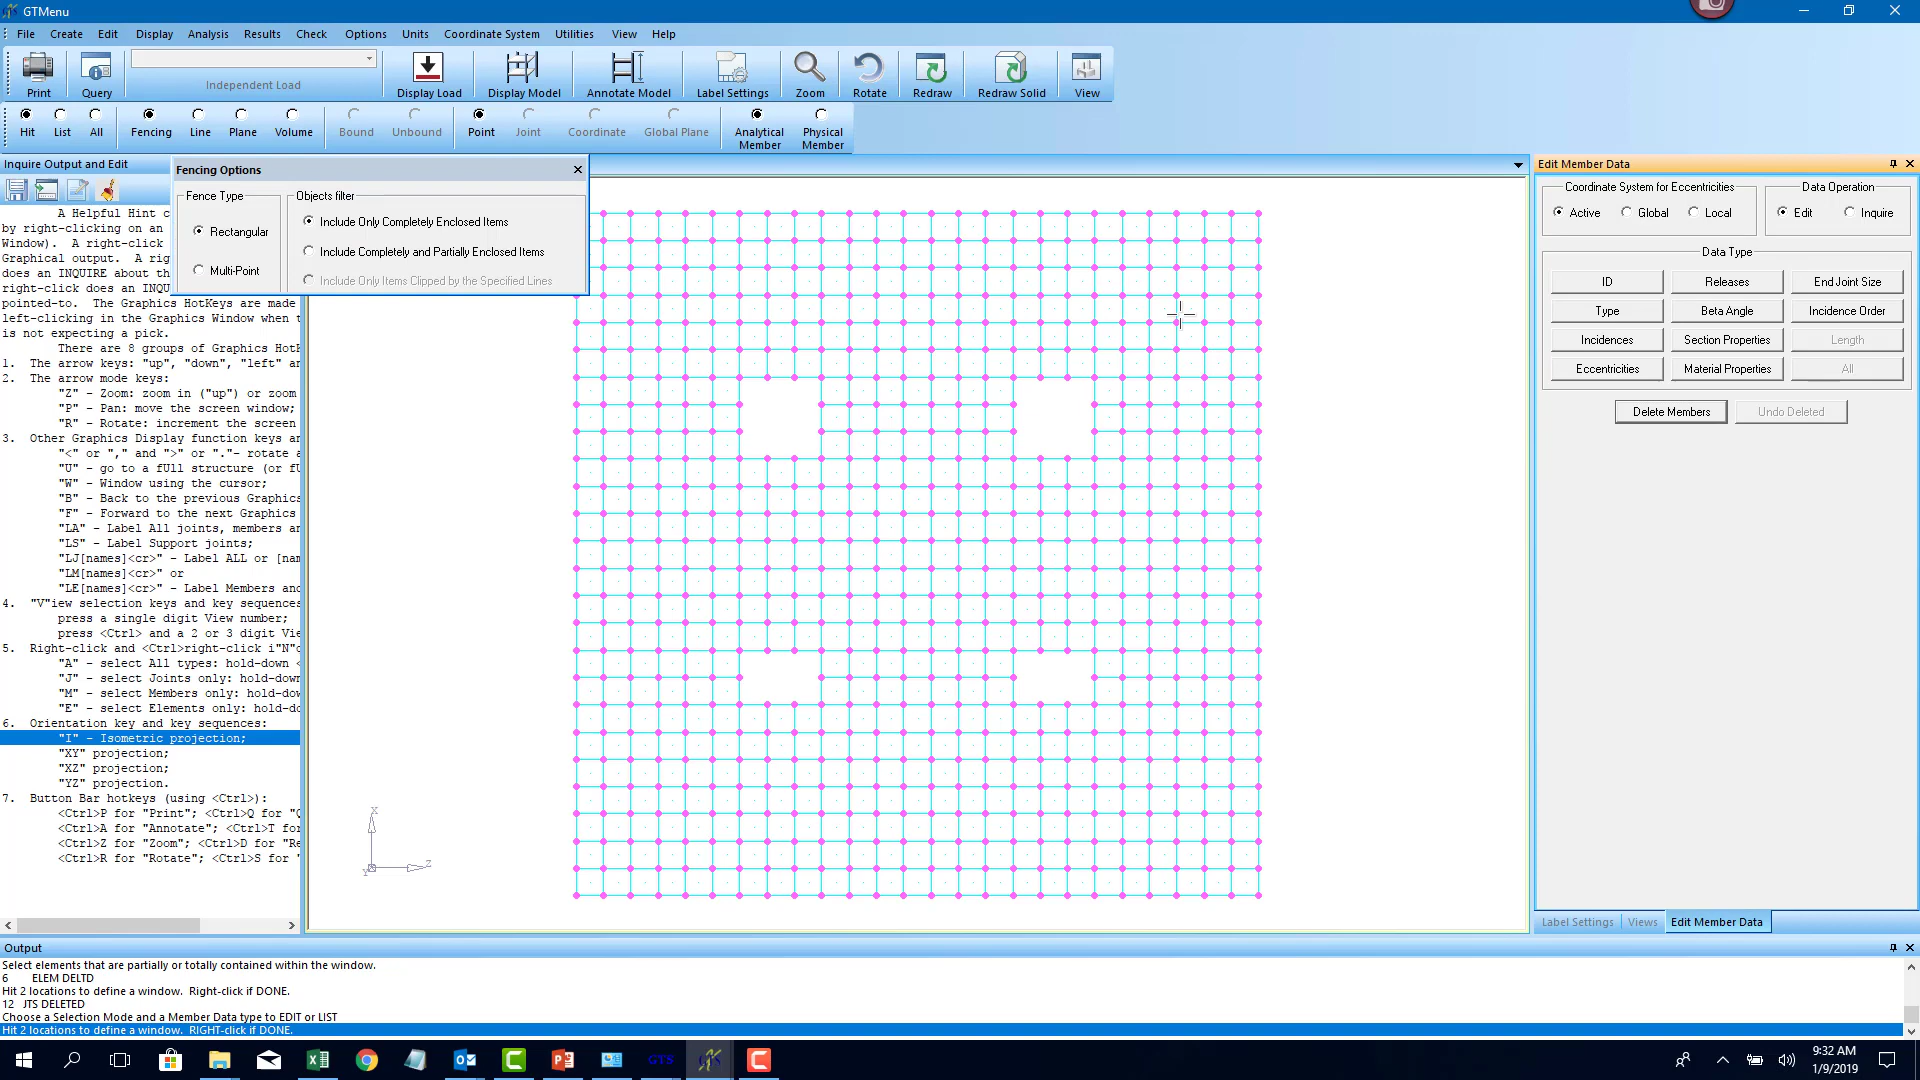 GTMenu
File Create Edit Display Analysis Results Check Options Units Coordinate System Utilities View Help
Independent Load
Print Query Display Load Display Model Annotate Model Label Settings Zoom Rotate Redraw Redraw Solid View
Hit List All Fencing Line Plane Volume Bound Unbound Point Joint Coordinate Global Plane Analytical Member Physical Member
Inquire Output and Edit
Fencing Options
Fence Type
Rectangular
Multi-Point
Objects filter
Include Only Completely Enclosed Items
Include Completely and Partially Enclosed Items
Include Only Items Clipped by the Specified Lines
A Helpful Hint c
by right-clicking on an
Window). A right-click
Graphical output. A rig
does an INQUIRE about th
right-click does an INQU
pointed-to. The Graphics HotKeys are made
left-clicking in the Graphics Window when t
is not expecting a pick.
There are 8 groups of Graphics HotK
1. The arrow keys: "up", "down", "left" an
2. The arrow mode keys:
"Z" - Zoom: zoom in ("up") or zoom
"P" - Pan: move the screen window;
"R" - Rotate: increment the screen
3. Other Graphics Display function keys an
"<" or "," and ">" or "."- rotate a
"U" - go to a fUll structure (or fU
"W" - Window using the cursor;
"B" - Back to the previous Graphics
"F" - Forward to the next Graphics
"LA" - Label All joints, members an
"LS" - Label Support joints;
"LJ[names]<cr>" - Label ALL or [nam
"LM[names]<cr>" or
"LE[names]<cr>" - Label Members and
4. "V"iew selection keys and key sequences
press a single digit View number;
press <Ctrl> and a 2 or 3 digit Vie
5. Right-click and <Ctrl>right-click i"N"q
"A" - select All types: hold-down <
"J" - select Joints only: hold-down
"M" - select Members only: hold-dow
"E" - select Elements only: hold-do
6. Orientation key and key sequences:
"I" - Isometric projection;
"XY" projection;
"XZ" projection;
"YZ" projection.
7. Button Bar hotkeys (using <Ctrl>):
<Ctrl>P for "Print"; <Ctrl>Q for "Q
<Ctrl>A for "Annotate"; <Ctrl>T for
<Ctrl>Z for "Zoom"; <Ctrl>D for "Re
<Ctrl>R for "Rotate"; <Ctrl>S for "
X
Z
Y
Edit Member Data
Coordinate System for Eccentricities
Active Global Local
Data Operation
Edit Inquire
Data Type
ID Releases End Joint Size
Type Beta Angle Incidence Order
Incidences Section Properties Length
Eccentricities Material Properties All
Delete Members Undo Deleted
Label Settings Views Edit Member Data
Output
Select elements that are partially or totally contained within the window.
6 ELEM DELTD
Hit 2 locations to define a window. Right-click if DONE.
12 JTS DELETED
Choose a Selection Mode and a Member Data type to EDIT or LIST
Hit 2 locations to define a window. RIGHT-click if DONE.
GTS
9:32 AM
1/9/2019